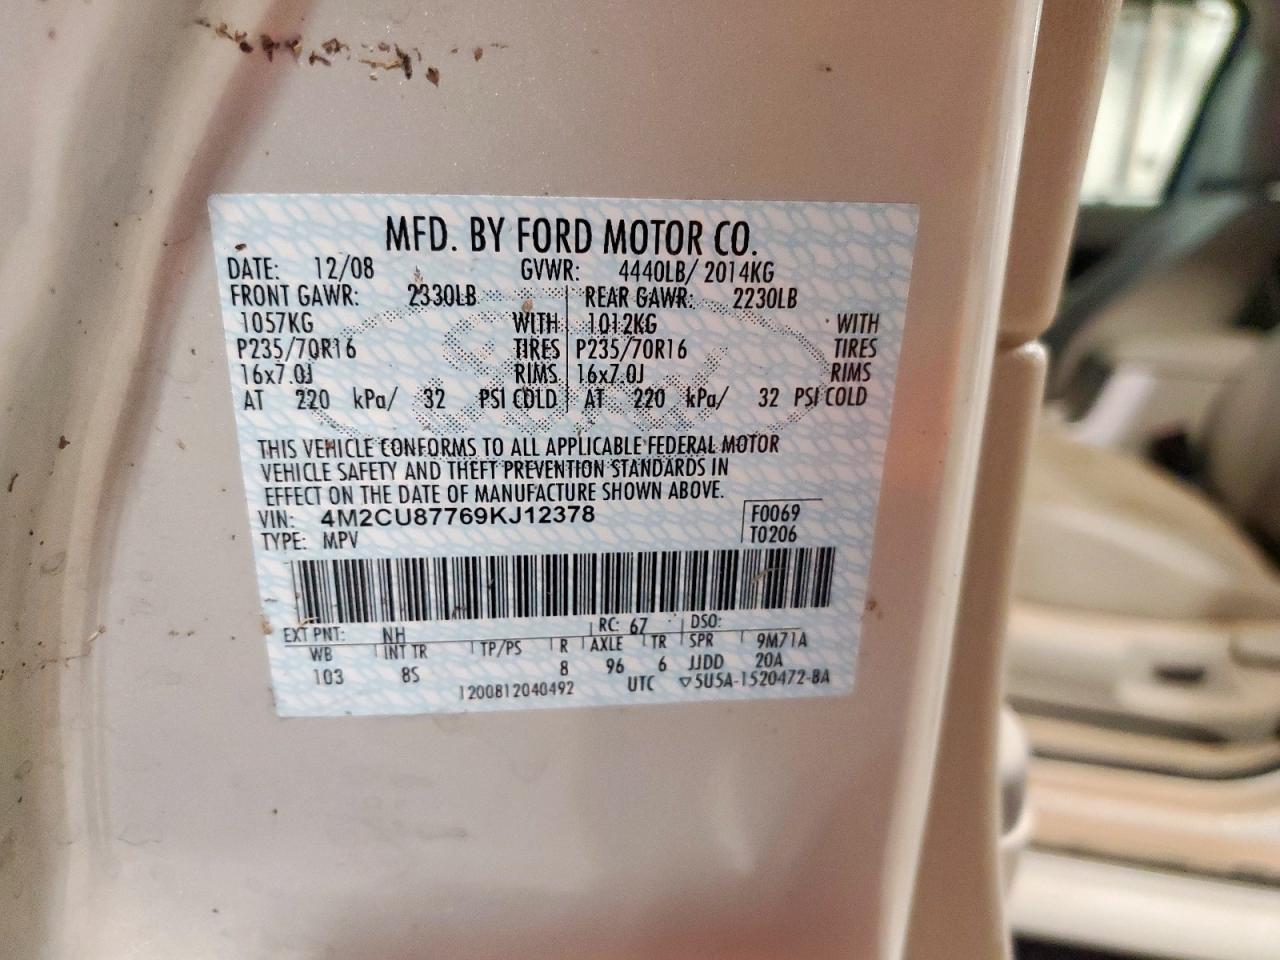 MFD. BY FORD MOTOR CO.
DATE: 12/08 GVWR: 4440LB/ 2014KG
FRONT GAWR: 2330LB REAR GAWR: 2230LB
1057KG WITH 1012KG WITH
P235/70R16 TIRES P235/70R16 TIRES
16x7.0J RIMS 16x7.0J RIMS
AT 220 kPa/ 32 PSI COLD AT 220 kPa/ 32 PSI COLD
THIS VEHICLE CONFORMS TO ALL APPLICABLE FEDERAL MOTOR
VEHICLE SAFETY AND THEFT PREVENTION STANDARDS IN
EFFECT ON THE DATE OF MANUFACTURE SHOWN ABOVE.
VIN: 4M2CU87769KJ12378 F0069
TYPE: MPV T0206
EXT PNT: NH RC: 67 DSO:
WB INT TR TP/PS R AXLE TR SPR 9M71A
103 8S 8 96 6 JJDD 20A
1200812040492 UTC ▽5U5A-1520472-BA